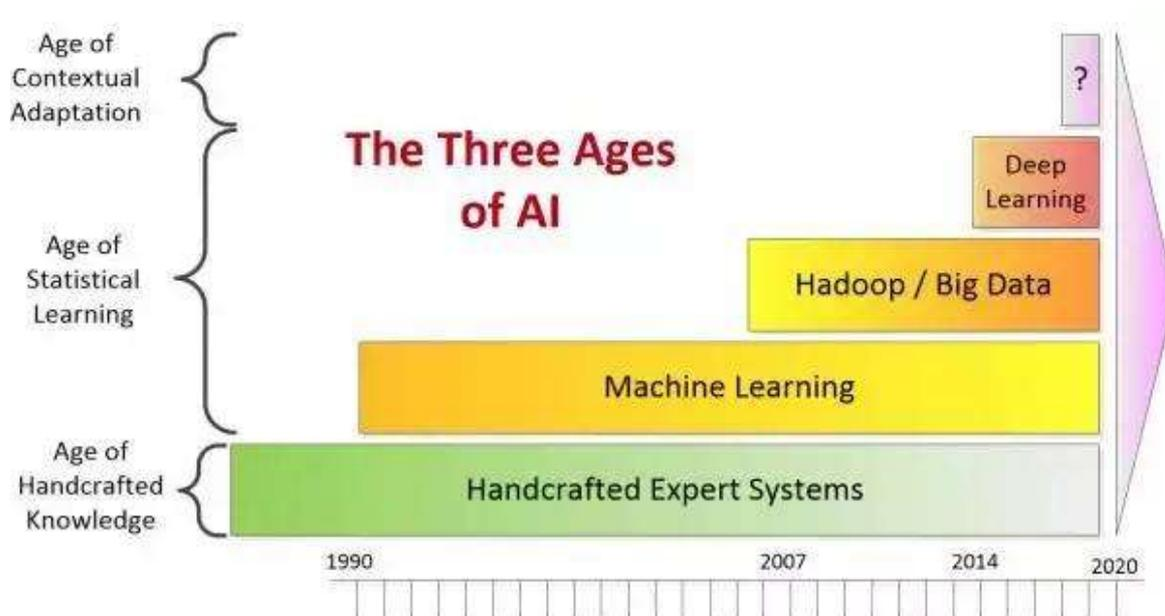 Age of
Contextual
Adaptation
?
The Three Ages
of AI
Deep
Learning
Age of
Statistical
Learning
Hadoop / Big Data
Machine Learning
Age of
Handcrafted
Knowledge
Handcrafted Expert Systems
1990 2007 2014 2020